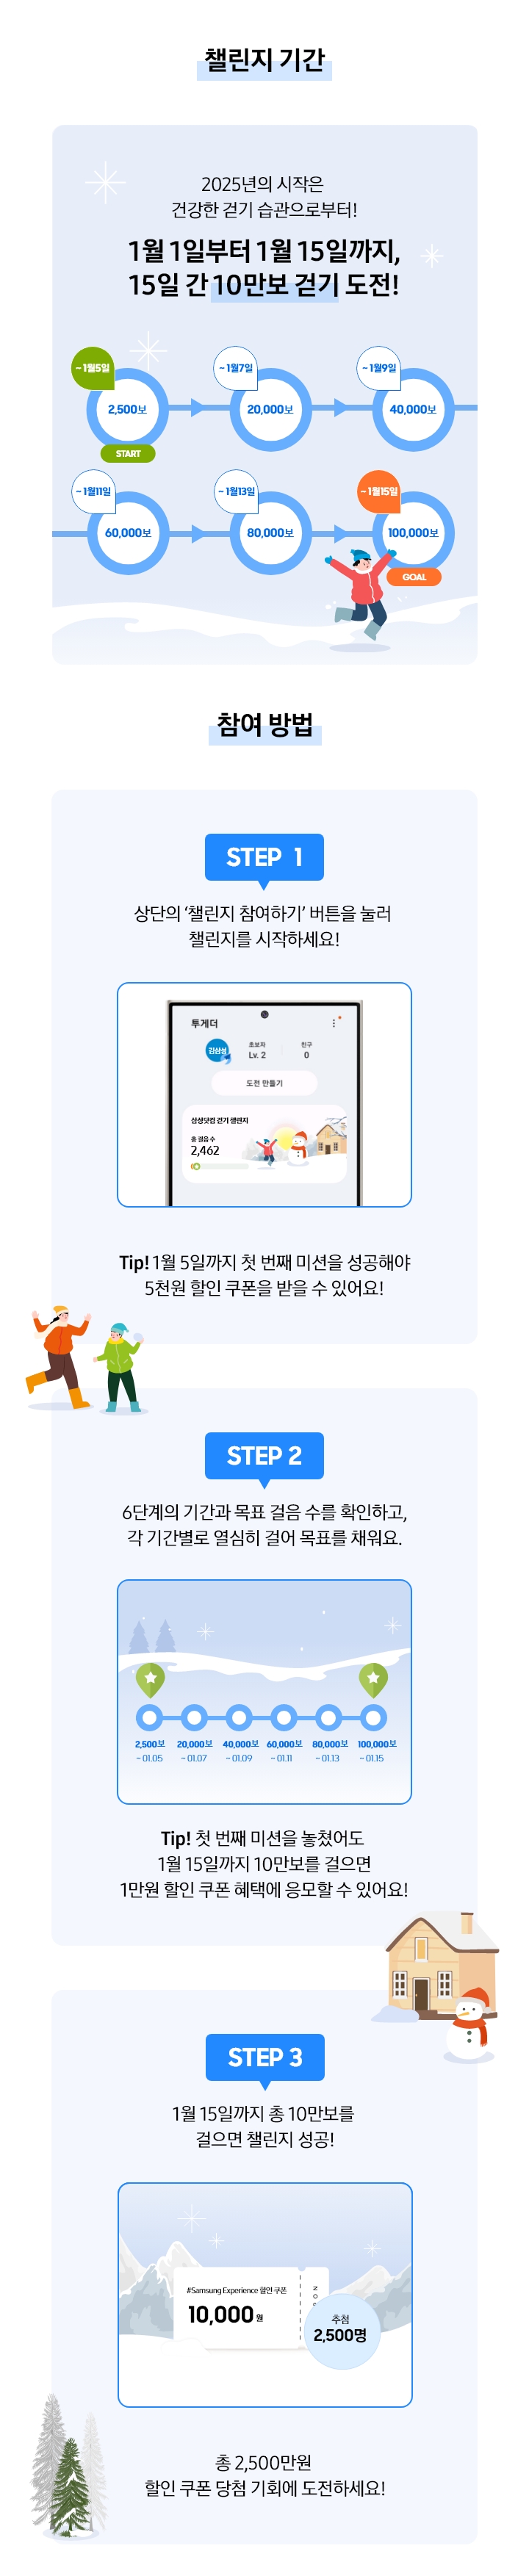 챌린지 기간
2025년의 시작은
건강한 걷기 습관으로부터!
1월 1일부터 1월 15일까지,
15일 간 10만보 걷기 도전!
~ 1월5일
2,500보
START
~ 1월7일
20,000보
~ 1월9일
40,000보
~ 1월11일
60,000보
~ 1월13일
80,000보
~ 1월15일
100,000보
GOAL
참여 방법
STEP 1
상단의 ‘챌린지 참여하기’ 버튼을 눌러
챌린지를 시작하세요!
투게더
김삼성
초보자
Lv. 2
친구
0
도전 만들기
삼성닷컴 걷기 챌린지
총 걸음 수
2,462
Tip! 1월 5일까지 첫 번째 미션을 성공해야
5천원 할인 쿠폰을 받을 수 있어요!
STEP 2
6단계의 기간과 목표 걸음 수를 확인하고,
각 기간별로 열심히 걸어 목표를 채워요.
2,500보 20,000보 40,000보 60,000보 80,000보 100,000보
~ 01.05 ~ 01.07 ~ 01.09 ~ 01.11 ~ 01.13 ~ 01.15
Tip! 첫 번째 미션을 놓쳤어도
1월 15일까지 10만보를 걸으면
1만원 할인 쿠폰 혜택에 응모할 수 있어요!
STEP 3
1월 15일까지 총 10만보를
걸으면 챌린지 성공!
#Samsung Experience 할인 쿠폰
10,000 원
추첨
2,500명
총 2,500만원
할인 쿠폰 당첨 기회에 도전하세요!